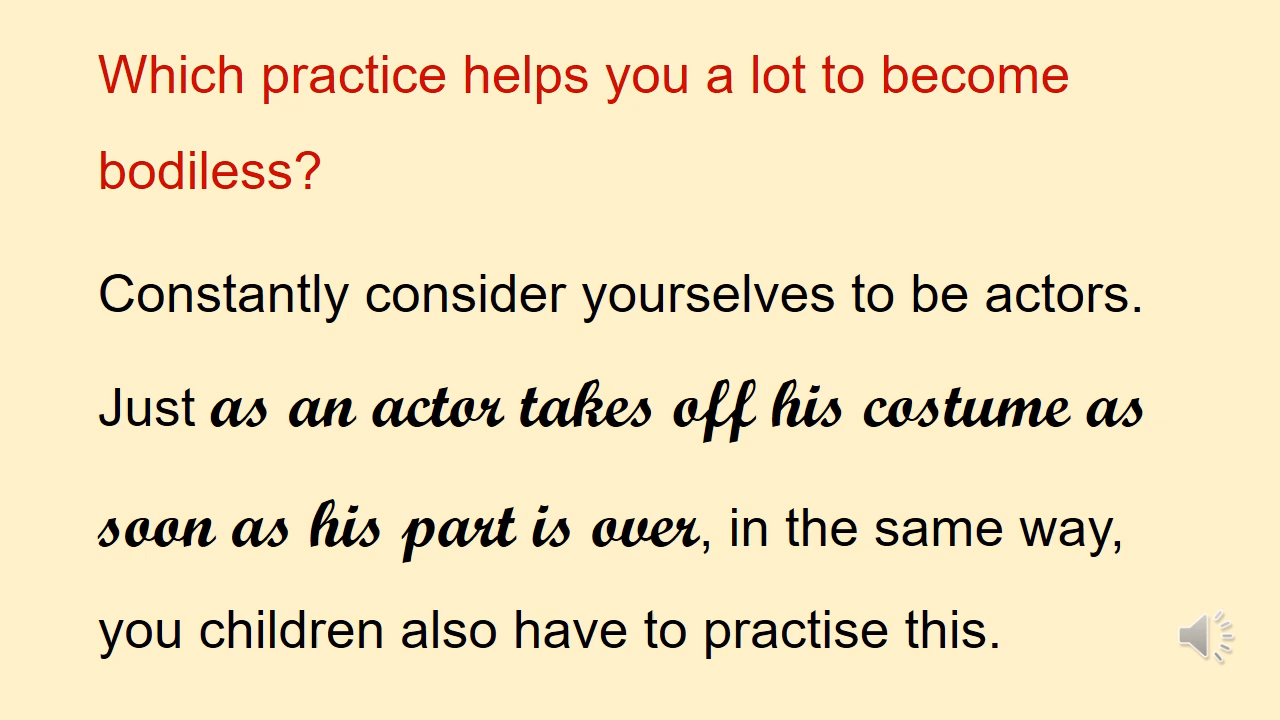 Which practice helps you a lot to become
bodiless?
Constantly consider yourselves to be actors.
Just as an actor takes off his costume as
soon as his part is over, in the same way,
you children also have to practise this.